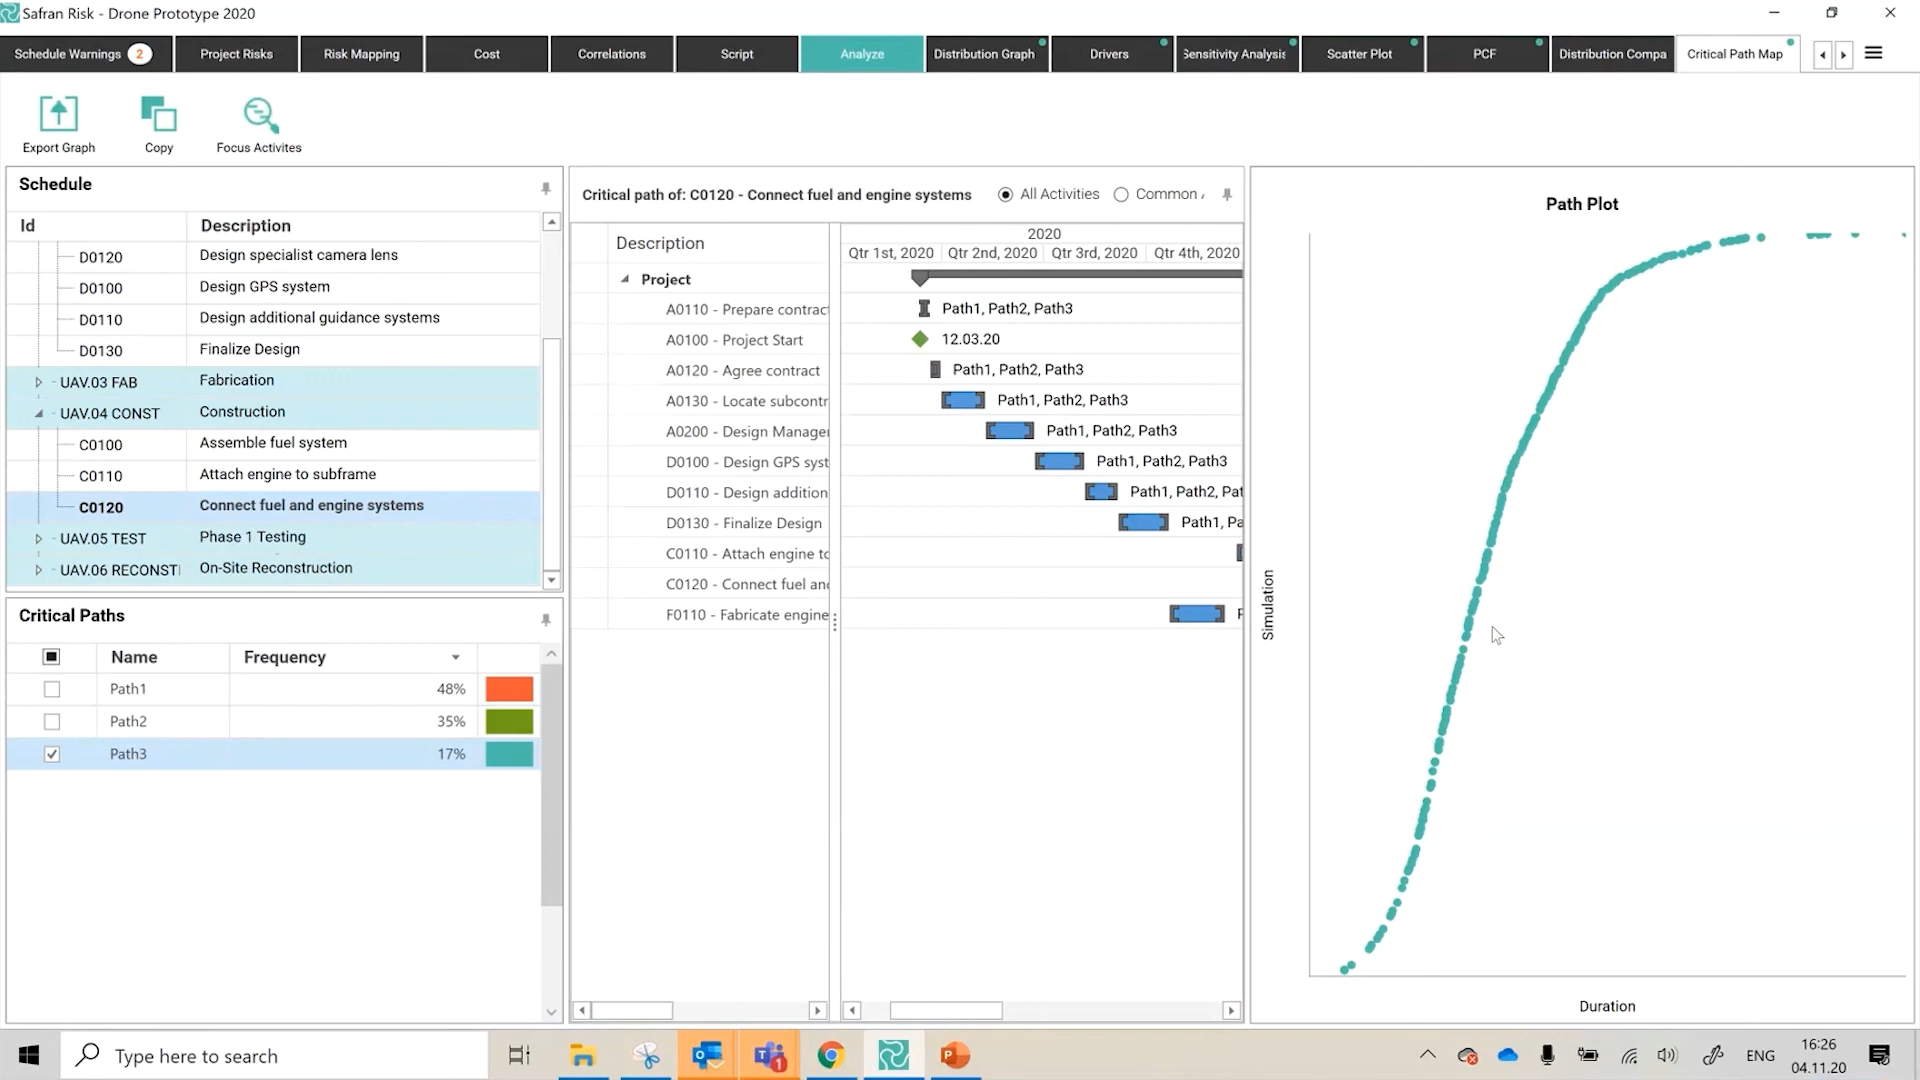 Safran Risk - Drone Prototype 2020
Schedule Warnings 2
Project Risks
Risk Mapping
Cost
Correlations
Script
Analyze
Distribution Graph
Drivers
Sensitivity Analysis
Scatter Plot
PCF
Distribution Compa
Critical Path Map
Export Graph
Copy
Focus Activites
Schedule
Id Description
D0120 Design specialist camera lens
D0100 Design GPS system
D0110 Design additional guidance systems
D0130 Finalize Design
UAV.03 FAB Fabrication
UAV.04 CONST Construction
C0100 Assemble fuel system
C0110 Attach engine to subframe
C0120 Connect fuel and engine systems
UAV.05 TEST Phase 1 Testing
UAV.06 RECONSTI On-Site Reconstruction
Critical Paths
Name Frequency
Path1 48%
Path2 35%
Path3 17%
Critical path of: C0120 - Connect fuel and engine systems
All Activities Common
Description
2020
Qtr 1st, 2020 Qtr 2nd, 2020 Qtr 3rd, 2020 Qtr 4th, 2020
Project
A0110 - Prepare contract Path1, Path2, Path3
A0100 - Project Start 12.03.20
A0120 - Agree contract Path1, Path2, Path3
A0130 - Locate subcontr Path1, Path2, Path3
A0200 - Design Manager Path1, Path2, Path3
D0100 - Design GPS syst Path1, Path2, Path3
D0110 - Design addition Path1, Path2, Pat
D0130 - Finalize Design Path1, Pa
C0110 - Attach engine to
C0120 - Connect fuel and
F0110 - Fabricate engine
Path Plot
Simulation
Duration
Type here to search
1
ENG
16:26
04.11.20